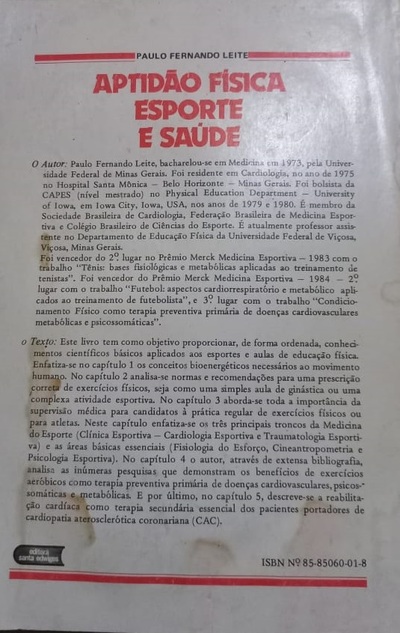 PAULO FERNANDO LEITE
APTIDÃO FÍSICA
ESPORTE
E SAÚDE
O Autor: Paulo Fernando Leite, bacharelou-se em Medicina em 1973, pela Univer-
sidade Federal de Minas Gerais. Foi residente em Cardiologia, no ano de 1975
no Hospital Santa Mônica – Belo Horizonte – Minas Gerais. Foi bolsista da
CAPES (nível mestrado) no Physical Education Department – University
of Iowa, em Iowa City, Iowa, USA, nos anos de 1979 e 1980. É membro da
Sociedade Brasileira de Cardiologia, Federação Brasileira de Medicina Espor-
tiva e Colégio Brasileiro de Ciências do Esporte. É atualmente professor assis-
tente no Departamento de Educação Física da Universidade Federal de Viçosa,
Viçosa, Minas Gerais.
Foi vencedor do 2º lugar no Prêmio Merck Medicina Esportiva – 1983 com o
trabalho "Tênis: bases fisiológicas e metabólicas aplicadas ao treinamento de
tenistas". Foi vencedor do Prêmio Merck Medicina Esportiva – 1984 – 2º
lugar com o trabalho "Futebol: aspectos cardiorrespiratório e metabólico apli-
cados ao treinamento de futebolista", e 3º lugar com o trabalho "Condicio-
namento Físico como terapia preventiva primária de doenças cardiovasculares
metabólicas e psicossomáticas".
O Texto: Este livro tem como objetivo proporcionar, de forma ordenada, conheci-
mentos científicos básicos aplicados aos esportes e aulas de educação física.
Enfatiza-se no capítulo 1 os conceitos bioenergéticos necessários ao movimento
humano. No capítulo 2 analisa-se normas e recomendações para uma prescrição
correta de exercícios físicos, seja como uma simples aula de ginástica ou uma
complexa atividade esportiva. No capítulo 3 aborda-se toda a importância da
supervisão médica para candidatos à prática regular de exercícios físicos ou
para atletas. Neste capítulo enfatiza-se os três principais troncos da Medicina
do Esporte (Clínica Esportiva – Cardiologia Esportiva e Traumatologia Esporti-
va) e as áreas básicas essenciais (Fisiologia do Esforço, Cineantropometria e
Psicologia Esportiva). No capítulo 4 o autor, através de extensa bibliografia,
analisa as inúmeras pesquisas que demonstram os benefícios de exercícios
aeróbicos como terapia preventiva primária de doenças cardiovasculares, psicos-
somáticas e metabólicas. E por último, no capítulo 5, descreve-se a reabilita-
ção cardíaca como terapia secundária essencial dos pacientes portadores de
cardiopatia aterosclerótica coronariana (CAC).
editora
santa edwiges
ISBN Nº 85-85060-01-8